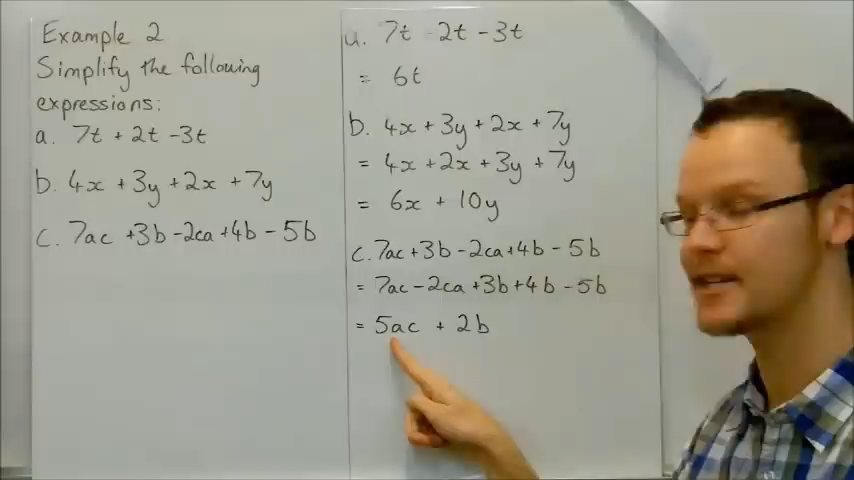 Example 2
Simplify the following
expressions:
a. 7t + 2t - 3t
b. 4x + 3y + 2x + 7y
c. 7ac + 3b - 2ca + 4b - 5b
a. 7t 2t - 3t
= 6t
b. 4x + 3y + 2x + 7y
= 4x + 2x + 3y + 7y
= 6x + 10y
c. 7ac + 3b - 2ca + 4b - 5b
= 7ac - 2ca + 3b + 4b - 5b
= 5ac + 2b